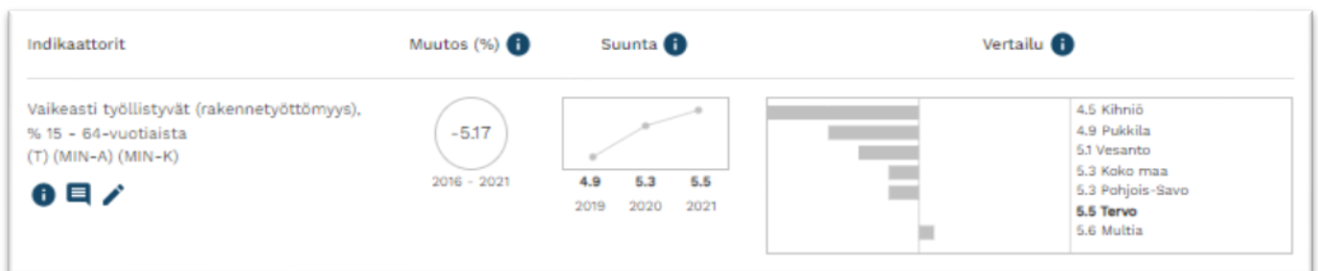 Indikaattorit
Muutos (%)
Suunta
Vertailu
Vaikeasti työllistyvät (rakennetyöttömyys),
% 15 - 64-vuotiaista
(T) (MIN-A) (MIN-K)
-5.17
2016 - 2021
4.9 5.3 5.5
2019 2020 2021
4.5 Kihniö
4.9 Pukkila
5.1 Vesanto
5.3 Koko maa
5.3 Pohjois-Savo
5.5 Tervo
5.6 Multia